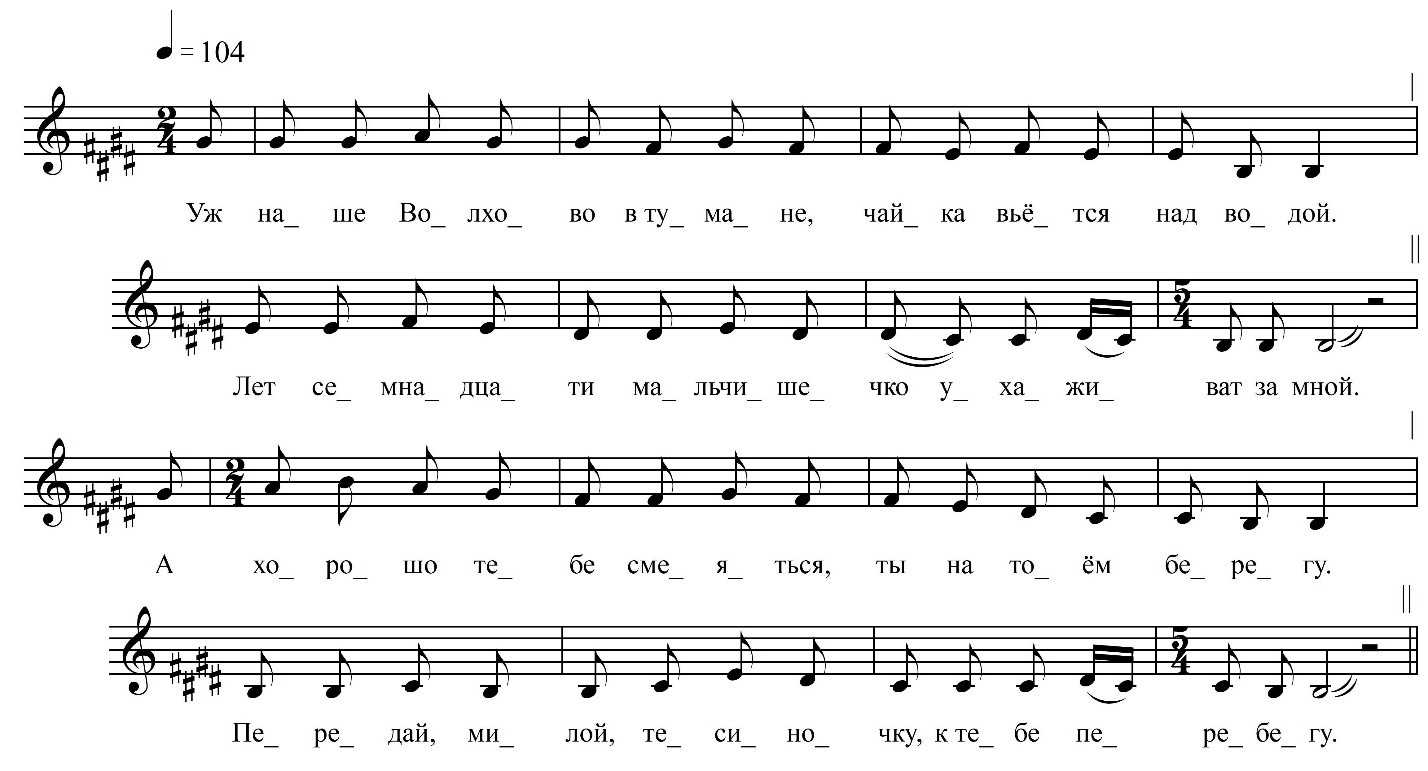 = 104
2 4
Уж на_ ше Во_ лхо_ во в ту_ ма_ не, чай_ ка вьё_ тся над во_ дой.
5 4
Лет се_ мна_ дца_ ти ма_ льчи_ ше_ чко у_ ха_ жи_ ват за мной.
2 4
А хо_ ро_ шо те_ бе сме_ я_ ться, ты на то_ ём бе_ ре_ гу.
5 4
Пе_ ре_ дай, ми_ лой, те_ си_ но_ чку, к те_ бе пе_ ре_ бе_ гу.